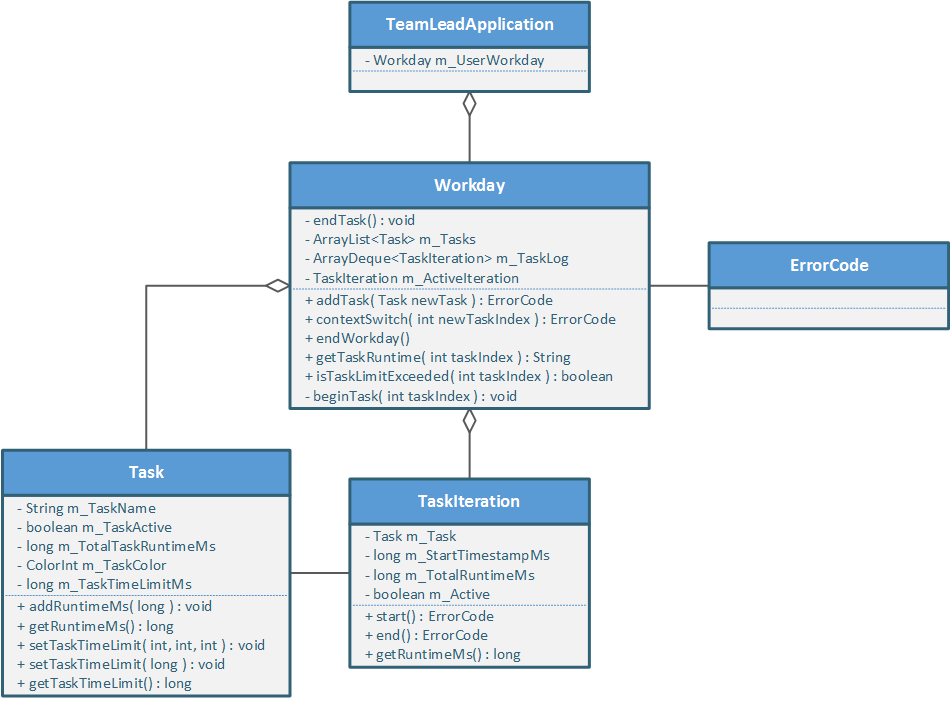 TeamLeadApplication
- Workday m_UserWorkday
Workday
- endTask() : void
- ArrayList<Task> m_Tasks
- ArrayDeque<TaskIteration> m_TaskLog
- TaskIteration m_ActiveIteration
+ addTask( Task newTask ) : ErrorCode
+ contextSwitch( int newTaskIndex ) : ErrorCode
+ endWorkday()
+ getTaskRuntime( int taskIndex ) : String
+ isTaskLimitExceeded( int taskIndex ) : boolean
- beginTask( int taskIndex ) : void
ErrorCode
Task
- String m_TaskName
- boolean m_TaskActive
- long m_TotalTaskRuntimeMs
- ColorInt m_TaskColor
- long m_TaskTimeLimitMs
+ addRuntimeMs( long ) : void
+ getRuntimeMs() : long
+ setTaskTimeLimit( int, int, int ) : void
+ setTaskTimeLimit( long ) : void
+ getTaskTimeLimit() : long
TaskIteration
- Task m_Task
- long m_StartTimestampMs
- long m_TotalRuntimeMs
- boolean m_Active
+ start() : ErrorCode
+ end() : ErrorCode
+ getRuntimeMs() : long